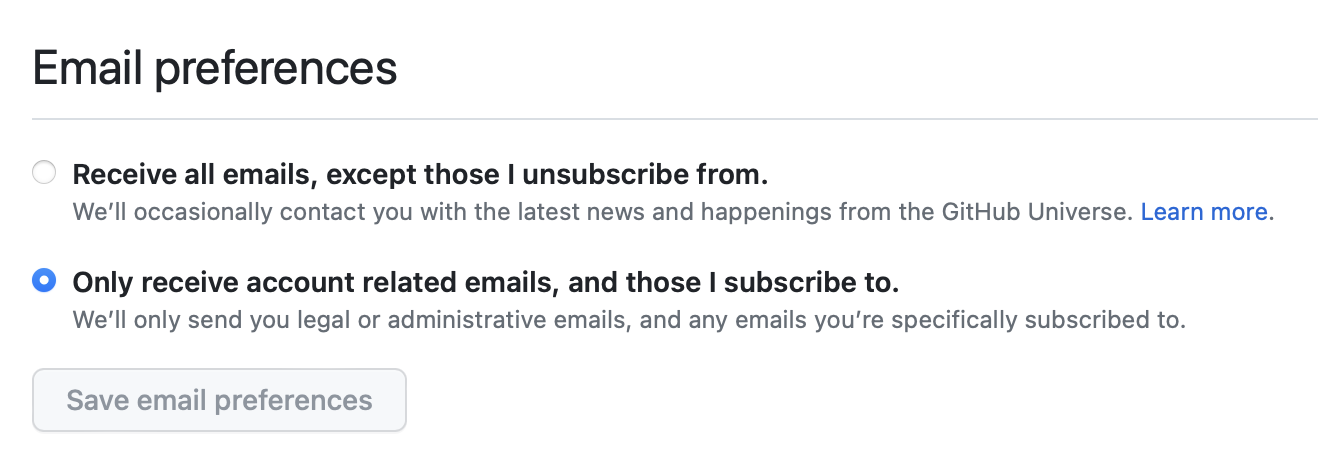 Email preferences
Receive all emails, except those I unsubscribe from.
We’ll occasionally contact you with the latest news and happenings from the GitHub Universe. Learn more.
Only receive account related emails, and those I subscribe to.
We’ll only send you legal or administrative emails, and any emails you’re specifically subscribed to.
Save email preferences